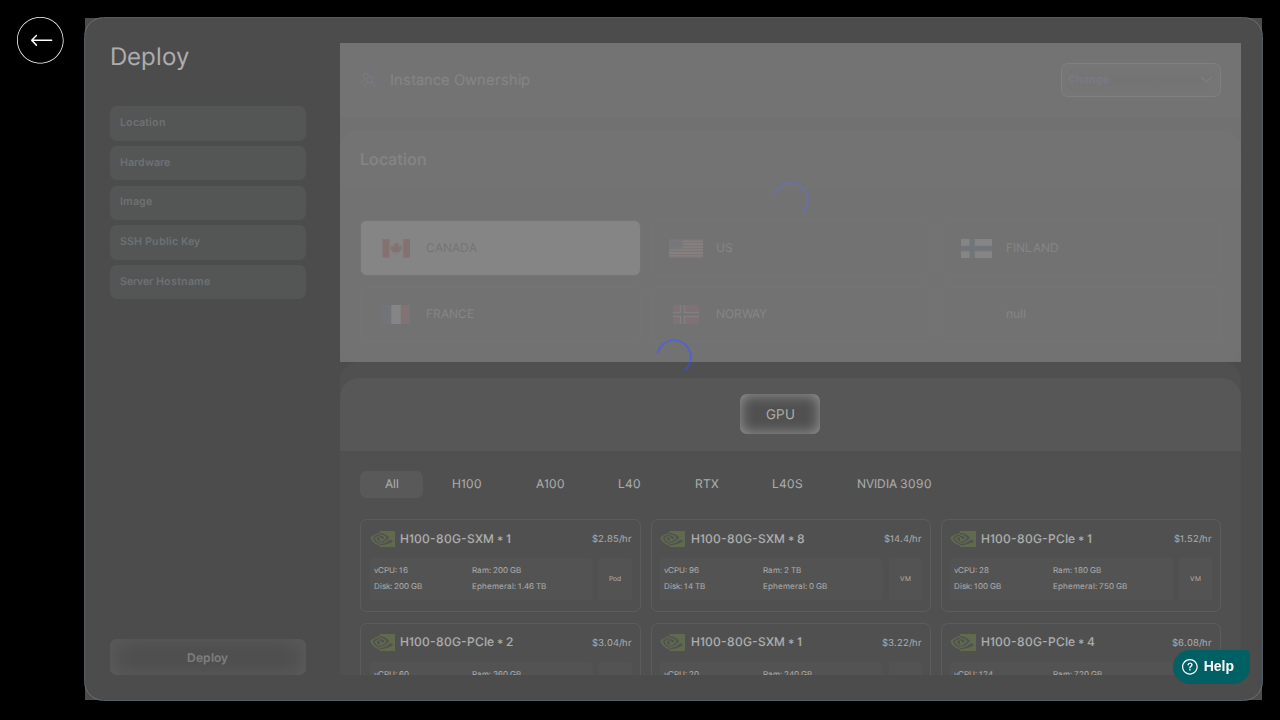 Deploy
Location
Hardware
Image
SSH Public Key
Server Hostname
Deploy
Instance Ownership
Change
Location
CANADA
US
FINLAND
FRANCE
NORWAY
null
GPU
All H100 A100 L40 RTX L40S NVIDIA 3090
H100-80G-SXM * 1 $2.85/hr
vCPU: 16 Ram: 200 GB
Disk: 200 GB Ephemeral: 1.46 TB
Pod
H100-80G-SXM * 8 $14.4/hr
vCPU: 96 Ram: 2 TB
Disk: 14 TB Ephemeral: 0 GB
VM
H100-80G-PCIe * 1 $1.52/hr
vCPU: 28 Ram: 180 GB
Disk: 100 GB Ephemeral: 750 GB
VM
H100-80G-PCIe * 2 $3.04/hr
vCPU: 60 Ram: 360 GB
H100-80G-SXM * 1 $3.22/hr
vCPU: 20 Ram: 240 GB
H100-80G-PCIe * 4 $6.08/hr
vCPU: 124 Ram: 720 GB
Help